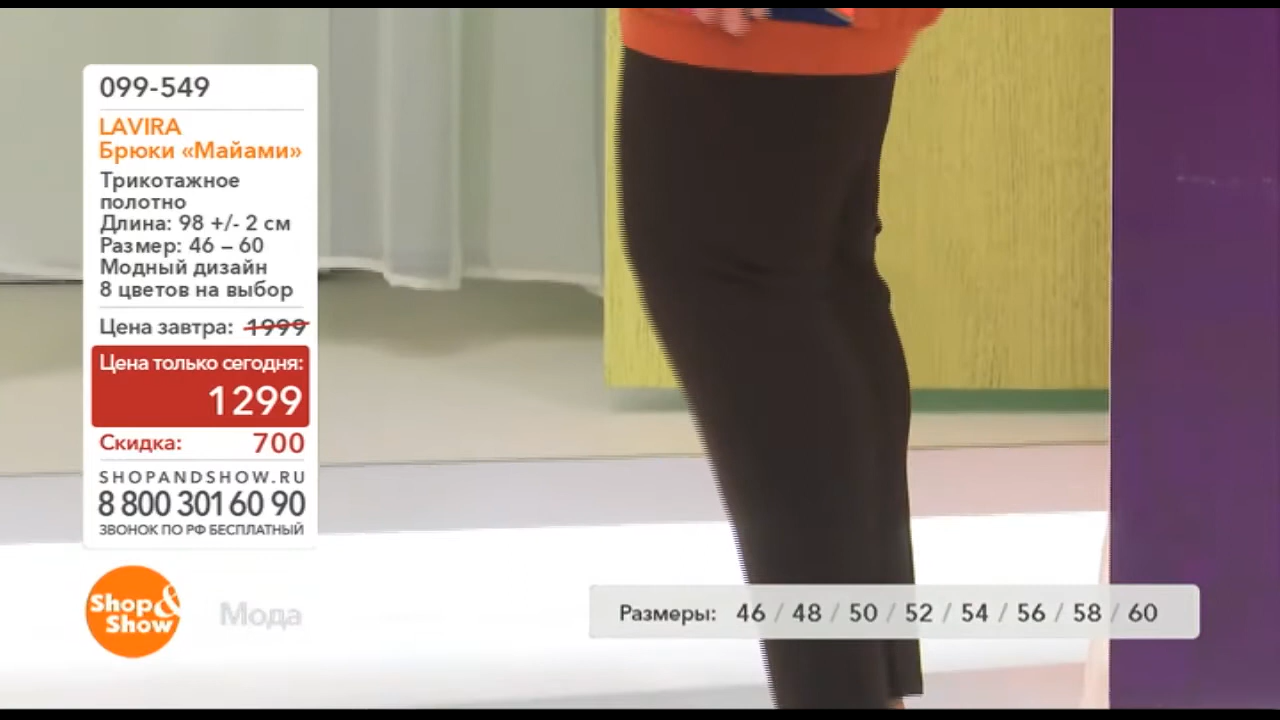 099-549
LAVIRA
Брюки «Майами»
Трикотажное
полотно
Длина: 98 +/- 2 см
Размер: 46 – 60
Модный дизайн
8 цветов на выбор
Цена завтра: 1999
Цена только сегодня:
1299
Скидка: 700
SHOPANDSHOW.RU
8 800 301 60 90
ЗВОНОК ПО РФ БЕСПЛАТНЫЙ
Shop&
Show
Мода
Размеры: 46 / 48 / 50 / 52 / 54 / 56 / 58 / 60